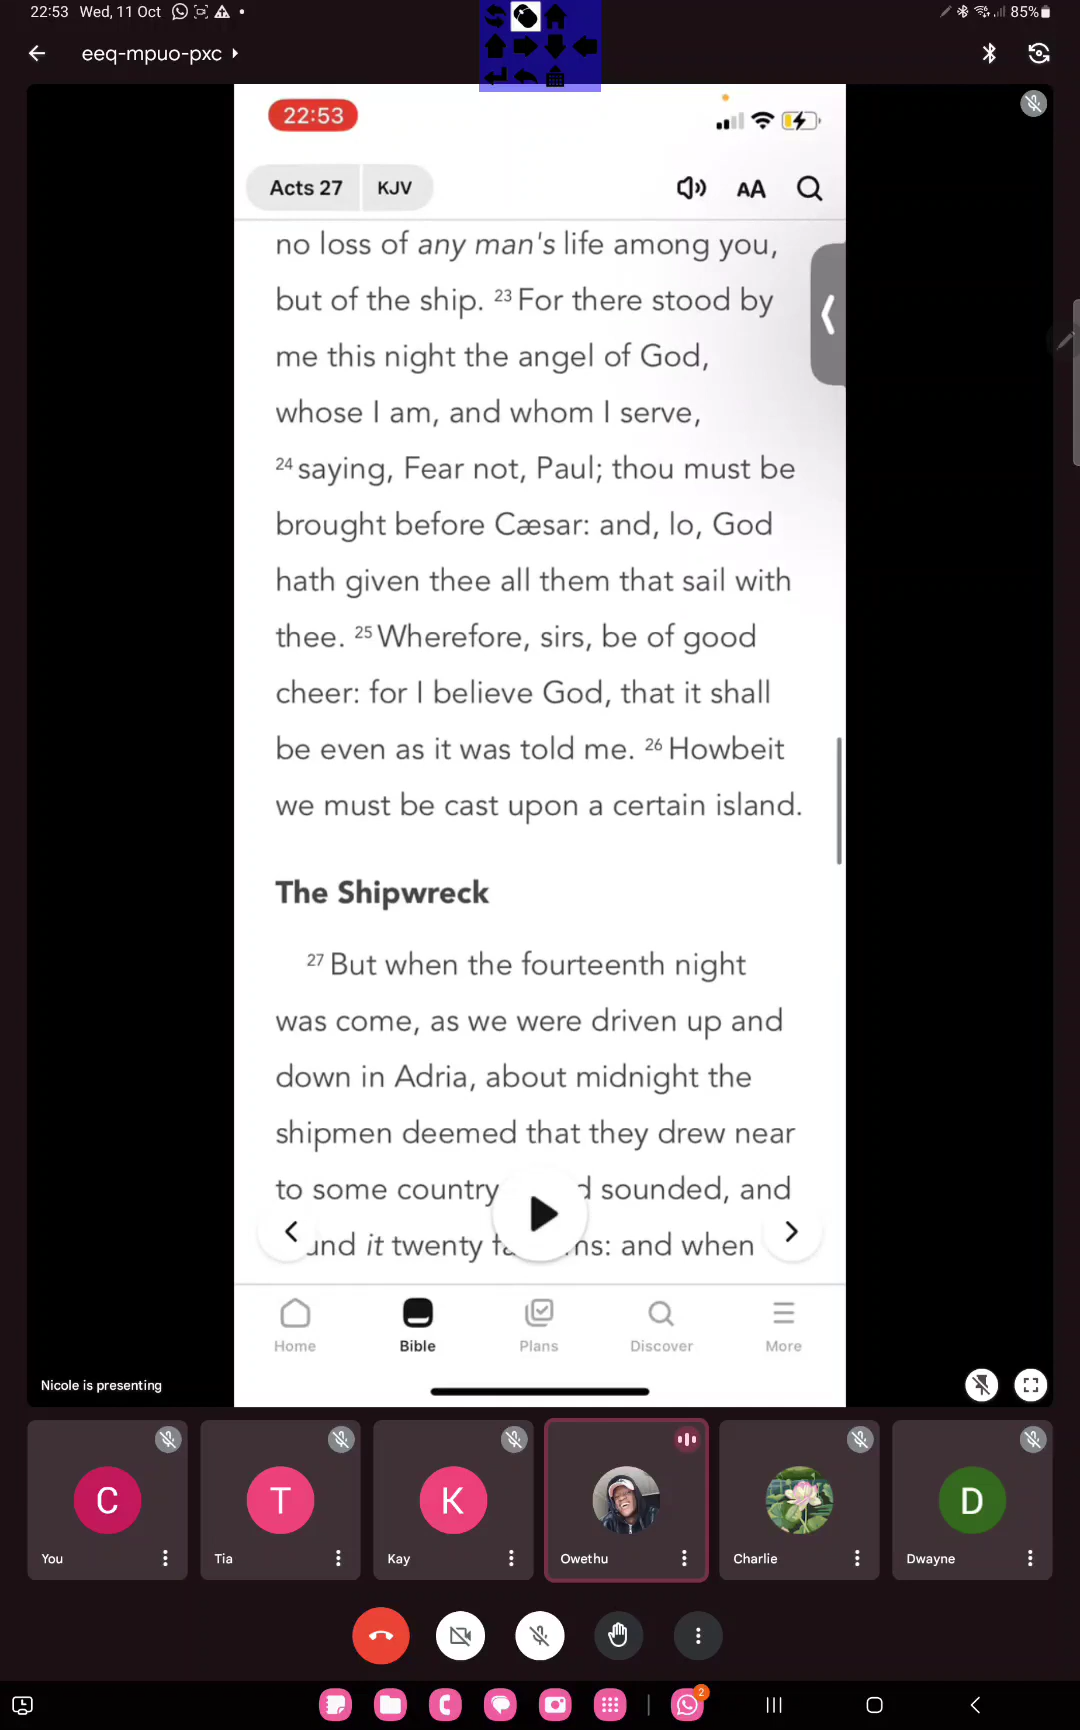 22:53 Wed, 11 Oct
85%
eeq-mpuo-pxc
22:53
Acts 27 KJV
AA
no loss of any man's life among you,
but of the ship. 23 For there stood by
me this night the angel of God,
whose I am, and whom I serve,
24 saying, Fear not, Paul; thou must be
brought before Cæsar: and, lo, God
hath given thee all them that sail with
thee. 25 Wherefore, sirs, be of good
cheer: for I believe God, that it shall
be even as it was told me. 26 Howbeit
we must be cast upon a certain island.
The Shipwreck
27 But when the fourteenth night
was come, as we were driven up and
down in Adria, about midnight the
shipmen deemed that they drew near
to some country sounded, and
it twenty and when
Home Bible Plans Discover More
Nicole is presenting
C T K D
You Tia Kay Owethu Charlie Dwayne
2